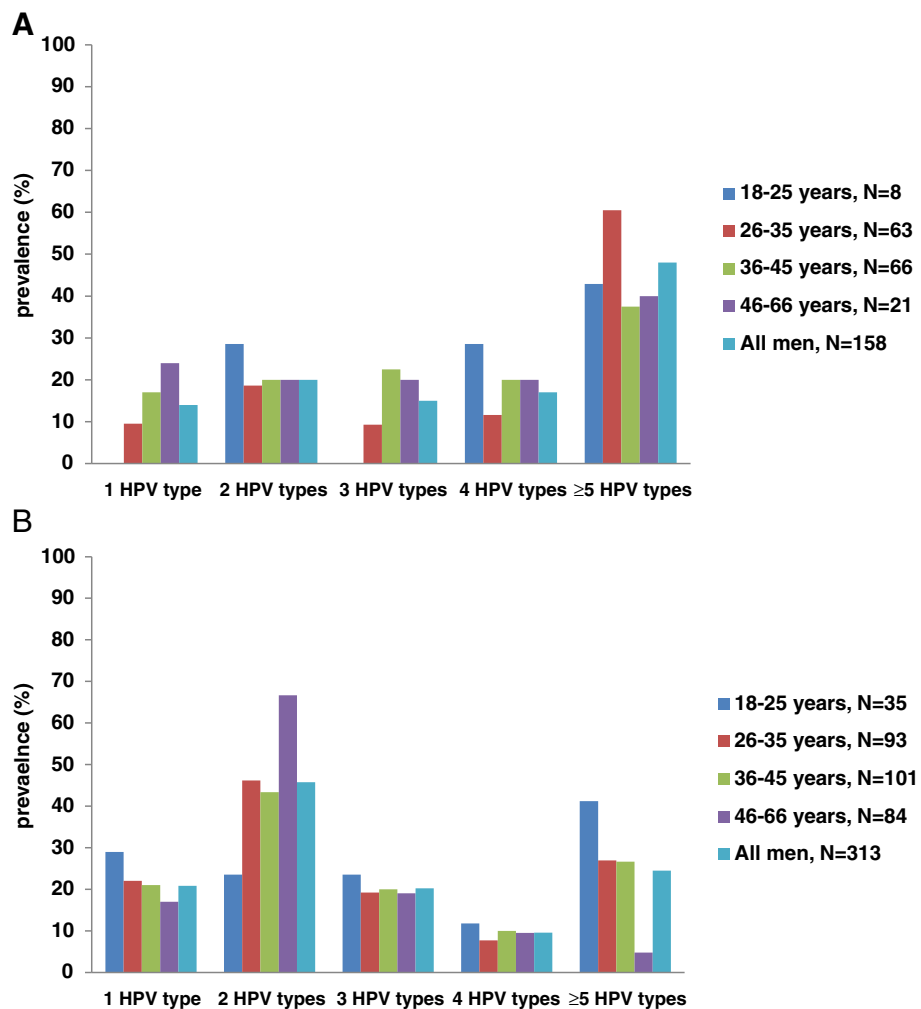 A
100
90
80
70
60
50
40
30
20
10
0
prevalence (%)
1 HPV type 2 HPV types 3 HPV types 4 HPV types ≥5 HPV types
18-25 years, N=8
26-35 years, N=63
36-45 years, N=66
46-66 years, N=21
All men, N=158
B
100
90
80
70
60
50
40
30
20
10
0
prevaelnce (%)
1 HPV type 2 HPV types 3 HPV types 4 HPV types ≥5 HPV types
18-25 years, N=35
26-35 years, N=93
36-45 years, N=101
46-66 years, N=84
All men, N=313